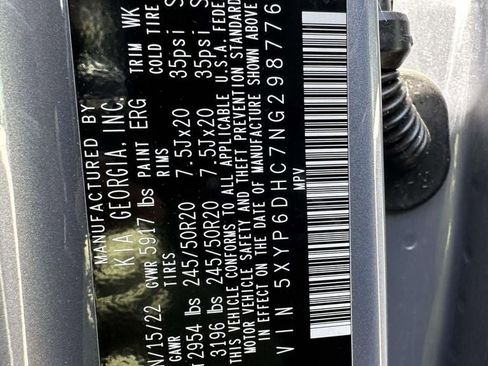 MANUFACTURED BY
KIA GEORGIA, INC.
N/15/22 GVWR 5917 lbs PAINT ERG TRIM WK
GAWR TIRES RIMS COLD TIRE
T 2954 lbs 245/50R20 7.5Jx20 35psi S
3196 lbs 245/50R20 7.5Jx20 35psi S
THIS VEHICLE CONFORMS TO ALL APPLICABLE U.S.A. FEDE
MOTOR VEHICLE SAFETY AND THEFT PREVENTION STANDARDS
IN EFFECT ON THE DATE OF MANUFACTURE SHOWN ABOVE
VIN 5XYP6DHC7NG298776
MPV